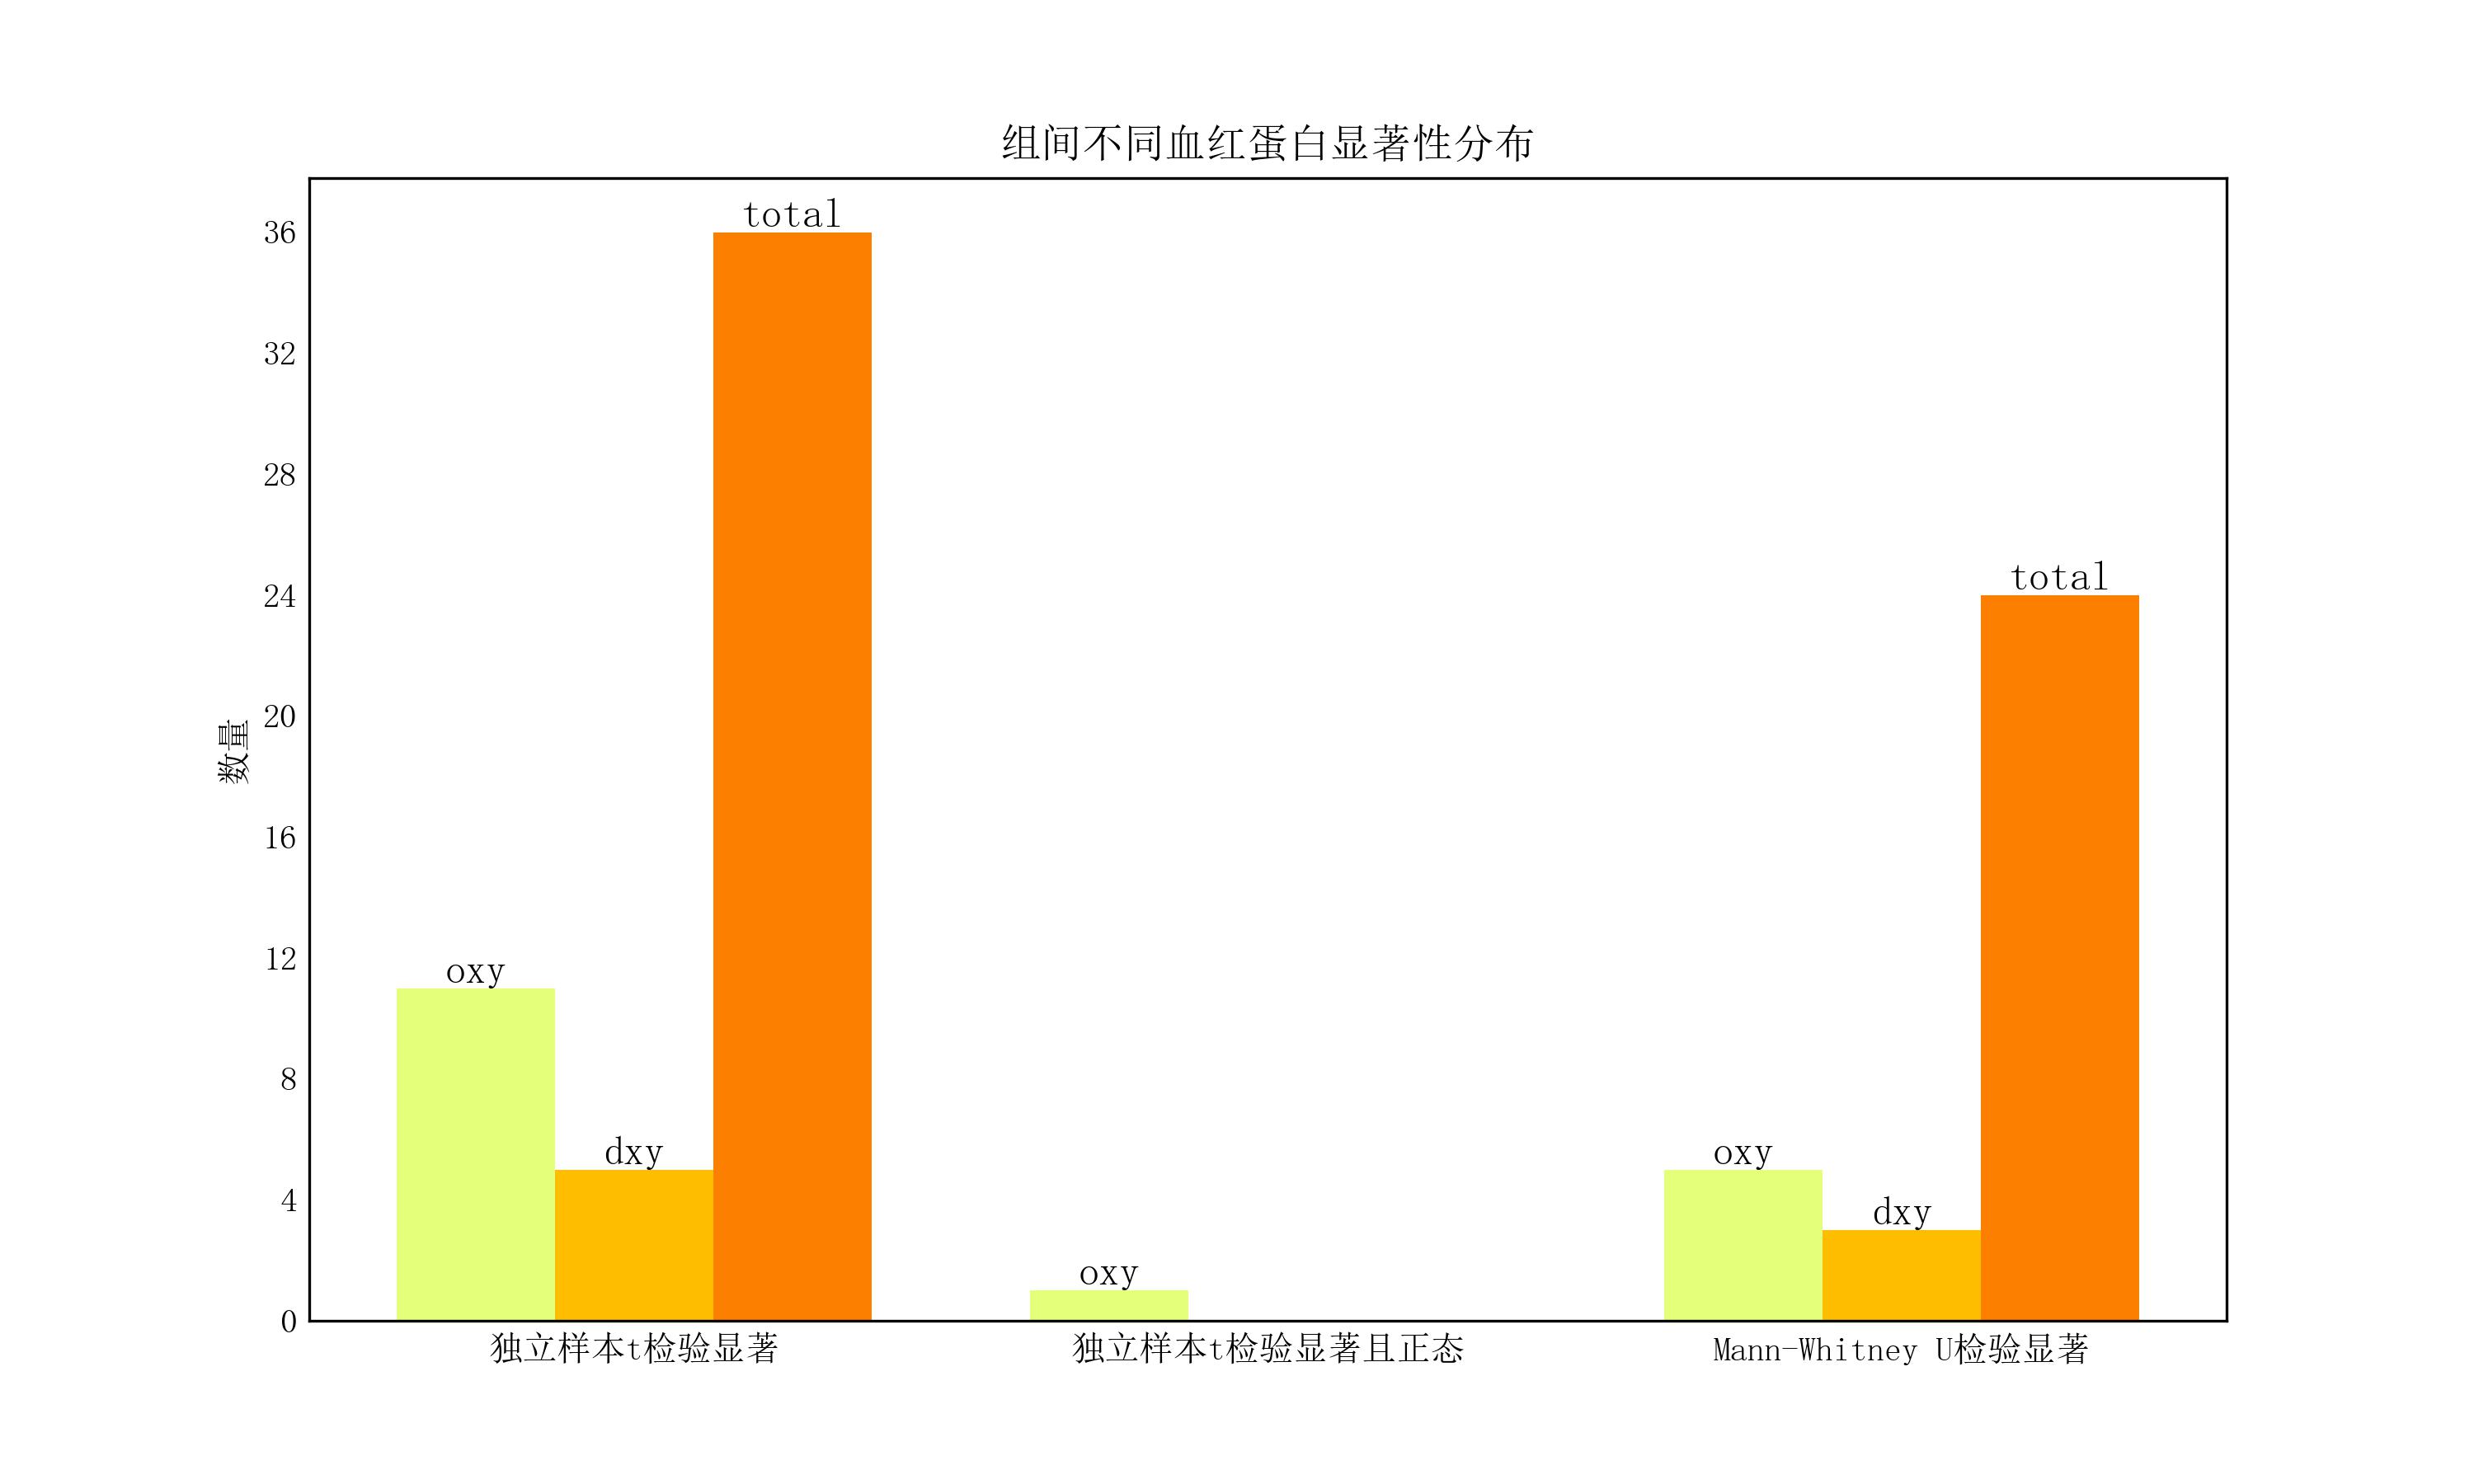 组间不同血红蛋白显著性分布
数量
36
32
28
24
20
16
12
8
4
0
oxy
dxy
total
oxy
oxy
dxy
total
独立样本t检验显著
独立样本t检验显著且正态
Mann-Whitney U检验显著